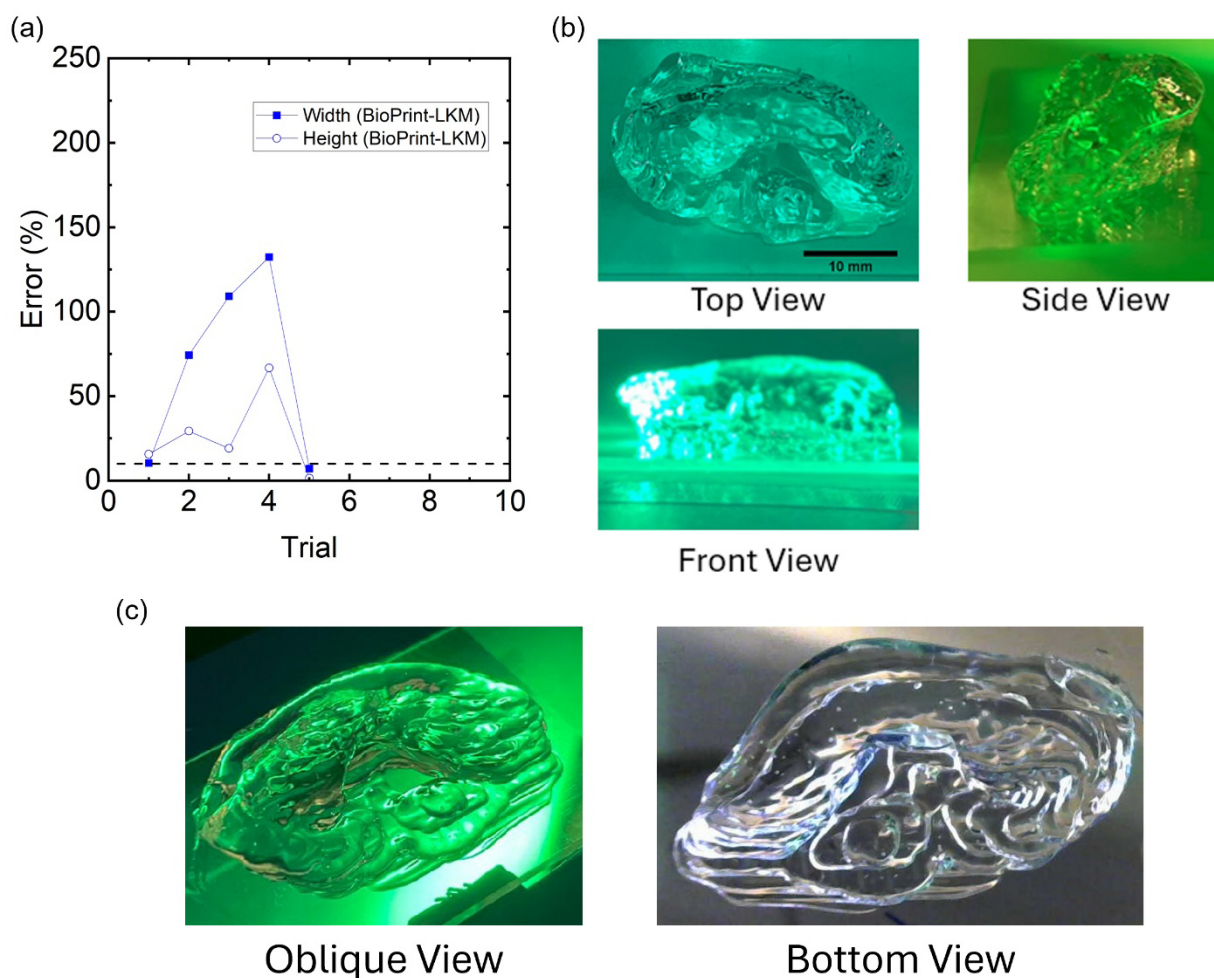 (a)
250
200
150
100
50
0
Error (%)
Width (BioPrint-LKM)
Height (BioPrint-LKM)
0 2 4 6 8 10
Trial
(b)
10 mm
Top View
Side View
Front View
(c)
Oblique View
Bottom View